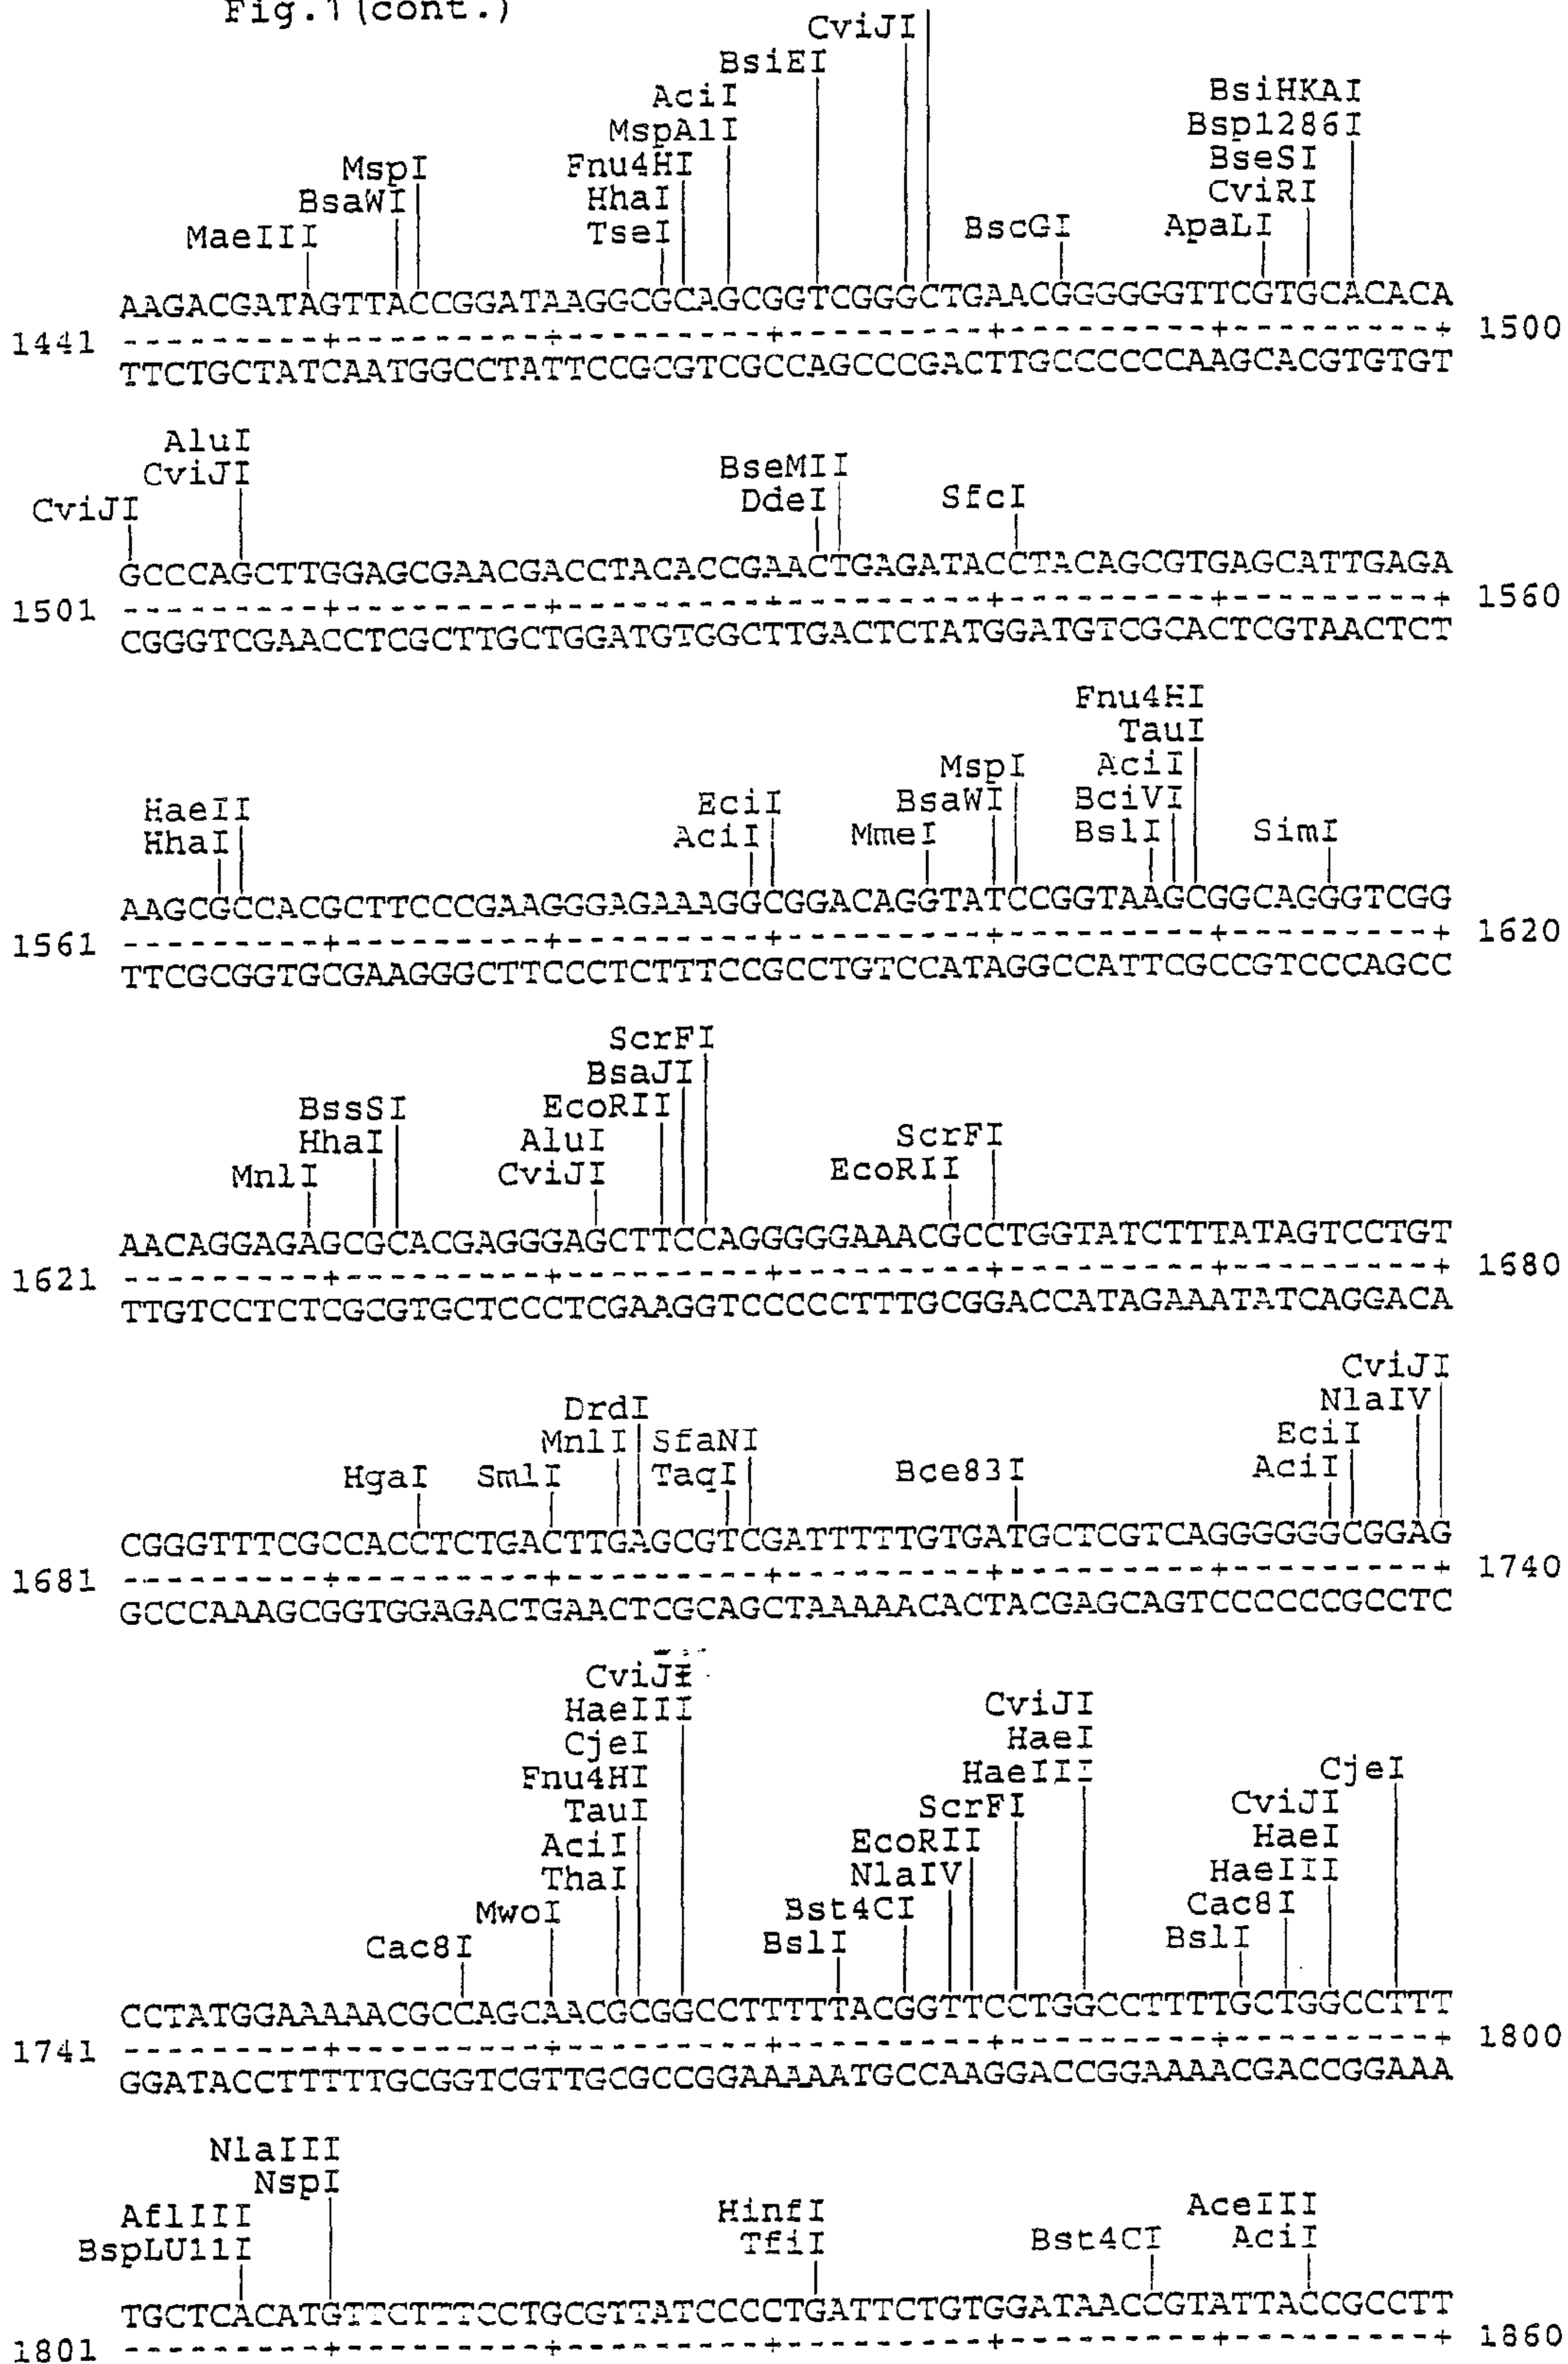 Fig.1(cont.)
CviJI
BsiEI
BsiHKAI
AciI
Bsp1286I
MspA1I
BseSI
MspI Fnu4HI
CviRI
BsaWI HhaI
MaeIII TseI BscGI ApaLI
AAGACGATAGTTACCGGATAAGGCGCAGCGGTCGGGCTGAACGGGGGGTTCGTGCACACA
1441 ---------+---------+---------+---------+---------+---------+ 1500
TTCTGCTATCAATGGCCTATTCCGCGTCGCCAGCCCGACTTGCCCCCCAAGCACGTGTGT
AluI
CviJI BseMII
CviJI DdeI SfcI
GCCCAGCTTGGAGCGAACGACCTACACCGAACTGAGATACCTACAGCGTGAGCATTGAGA
1501 ---------+---------+---------+---------+---------+---------+ 1560
CGGGTCGAACCTCGCTTGCTGGATGTGGCTTGACTCTATGGATGTCGCACTCGTAACTCT
Fnu4HI
TauI
MspI AciI
HaeII EciI BsaWI BciVI
HhaI AciI MmeI BslI SimI
AAGCGCCACGCTTCCCGAAGGGAGAAAGGCGGACAGGTATCCGGTAAGCGGCAGGGTCGG
1561 ---------+---------+---------+---------+---------+---------+ 1620
TTCGCGGTGCGAAGGGCTTCCCTCTTTCCGCCTGTCCATAGGCCATTCGCCGTCCCAGCC
ScrFI
BsaJI
BssSI EcoRII
HhaI AluI ScrFI
MnlI CviJI EcoRII
AACAGGAGAGCGCACGAGGGAGCTTCCAGGGGGAAACGCCTGGTATCTTTATAGTCCTGT
1621 ---------+---------+---------+---------+---------+---------+ 1680
TTGTCCTCTCGCGTGCTCCCTCGAAGGTCCCCCTTTGCGGACCATAGAAATATCAGGACA
CviJI
DrdI NlaIV
MnlI SfaNI EciI
HgaI SmlI TaqI Bce83I AciI
CGGGTTTCGCCACCTCTGACTTGAGCGTCGATTTTTGTGATGCTCGTCAGGGGGGCGGAG
1681 ---------+---------+---------+---------+---------+---------+ 1740
GCCCAAAGCGGTGGAGACTGAACTCGCAGCTAAAAACACTACGAGCAGTCCCCCCGCCTC
CviJI
HaeIII CviJI
CjeI HaeI
Fnu4HI HaeIII CjeI
TauI ScrFI CviJI
AciI EcoRII HaeI
ThaI NlaIV HaeIII
MwoI Bst4CI Cac8I
Cac8I BslI BslI
CCTATGGAAAAACGCCAGCAACGCGGCCTTTTTACGGTTCCTGGCCTTTTGCTGGCCTTT
1741 ---------+---------+---------+---------+---------+---------+ 1800
GGATACCTTTTTGCGGTCGTTGCGCCGGAAAAATGCCAAGGACCGGAAAACGACCGGAAA
NlaIII
NspI
AflIII HinfI AceIII
BspLU11I TfiI Bst4CI AciI
TGCTCACATGTTCTTTCCTGCGTTATCCCCTGATTCTGTGGATAACCGTATTACCGCCTT
1801 ---------+---------+---------+---------+---------+---------+ 1860